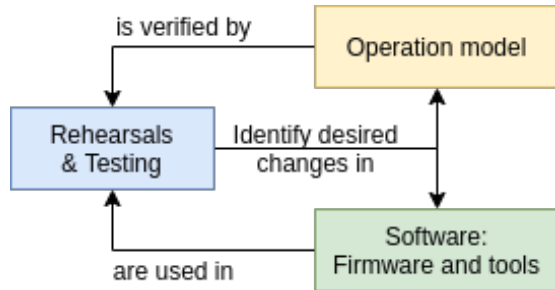 is verified by
Operation model
Rehearsals
& Testing
Identify desired
changes in
Software:
Firmware and tools
are used in